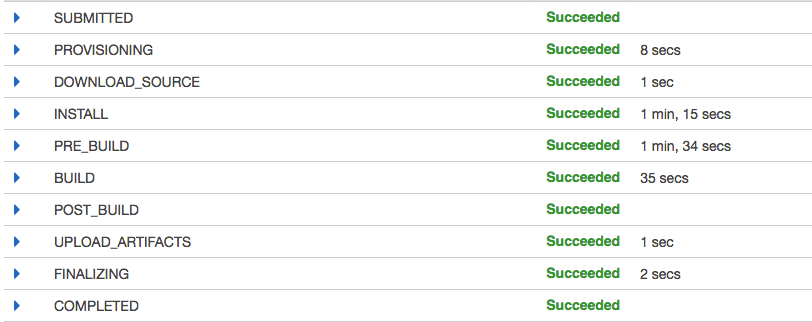 SUBMITTED Succeeded
PROVISIONING Succeeded 8 secs
DOWNLOAD_SOURCE Succeeded 1 sec
INSTALL Succeeded 1 min, 15 secs
PRE_BUILD Succeeded 1 min, 34 secs
BUILD Succeeded 35 secs
POST_BUILD Succeeded
UPLOAD_ARTIFACTS Succeeded 1 sec
FINALIZING Succeeded 2 secs
COMPLETED Succeeded